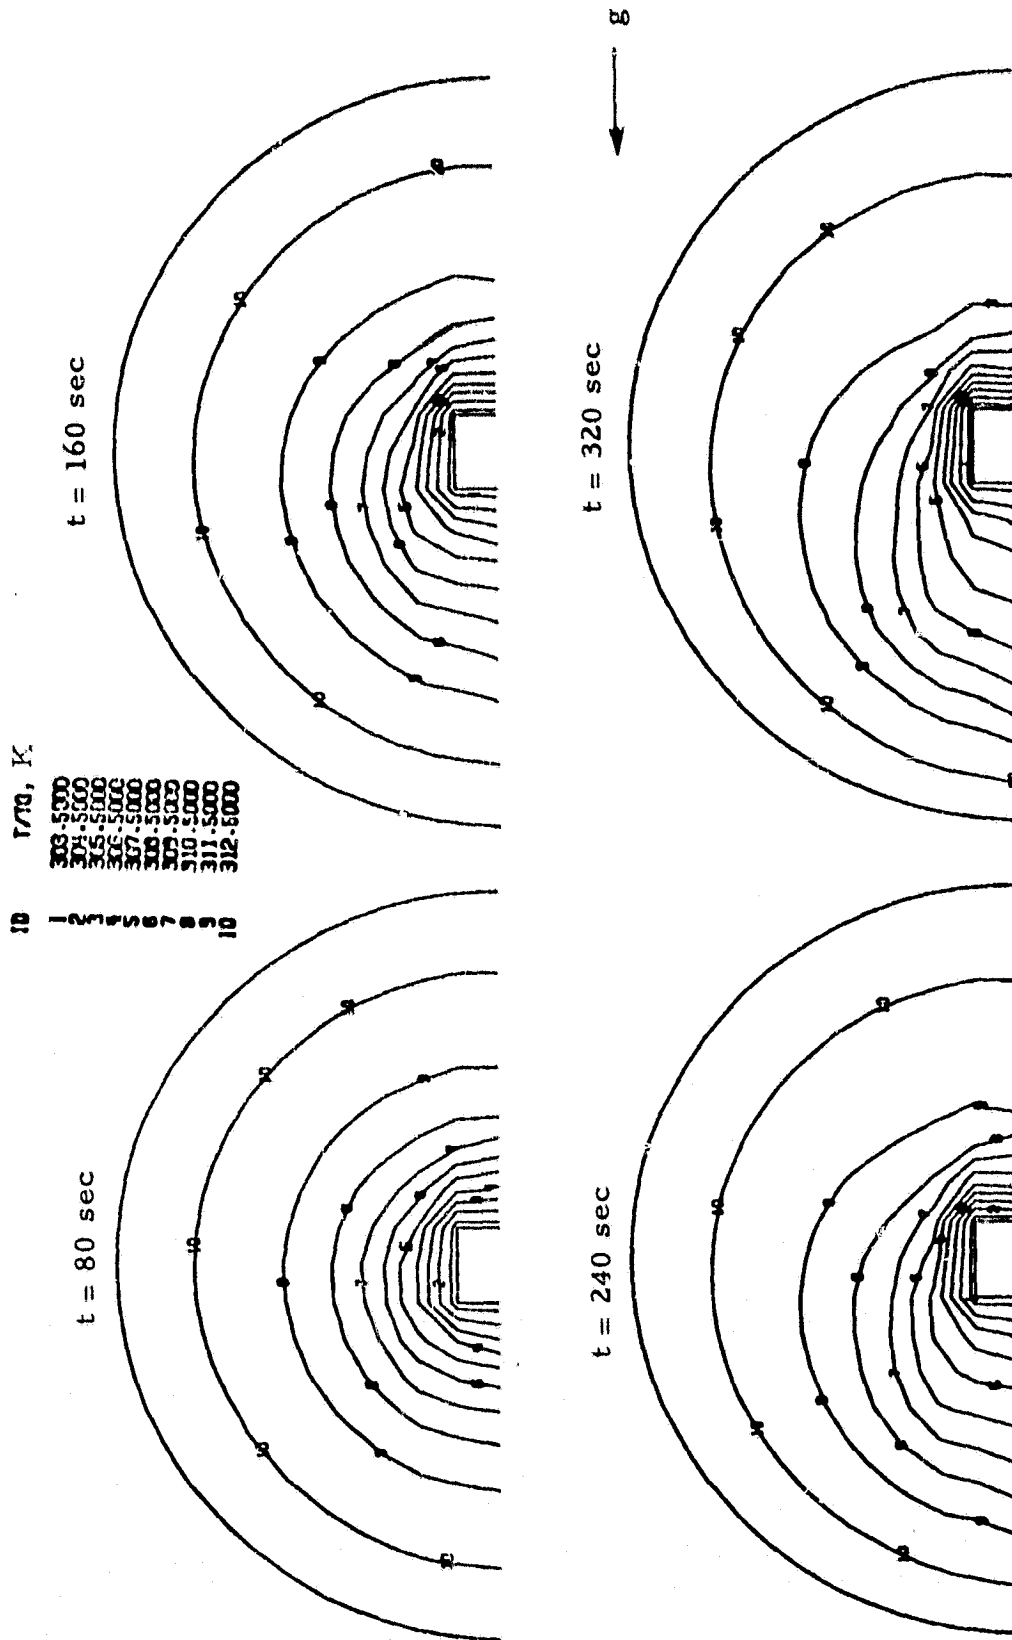 ID T/TO, K
1 303.5000
2 304.5000
3 305.5000
4 306.5000
5 307.5000
6 308.5000
7 309.5000
8 310.5000
9 311.5000
10 312.5000
t = 80 sec
t = 160 sec
t = 240 sec
t = 320 sec
g